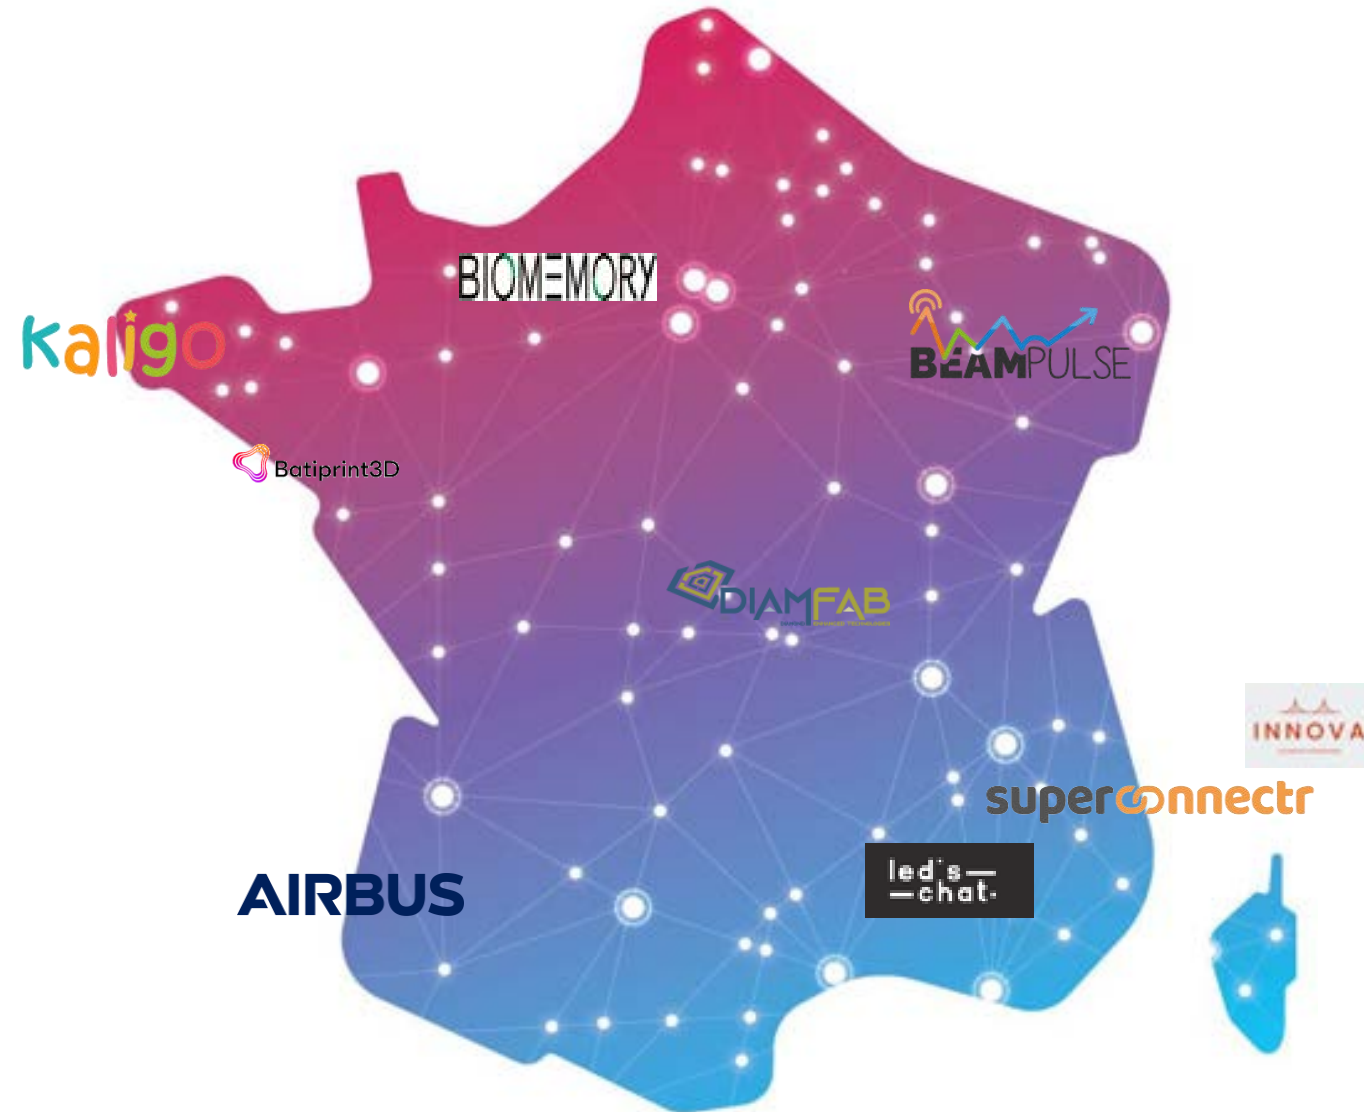 BIOMEMORY
kaligo
BEAMPULSE
Batiprint3D
DIAMFAB
INNOVA
superconnectr
led's
chat
AIRBUS